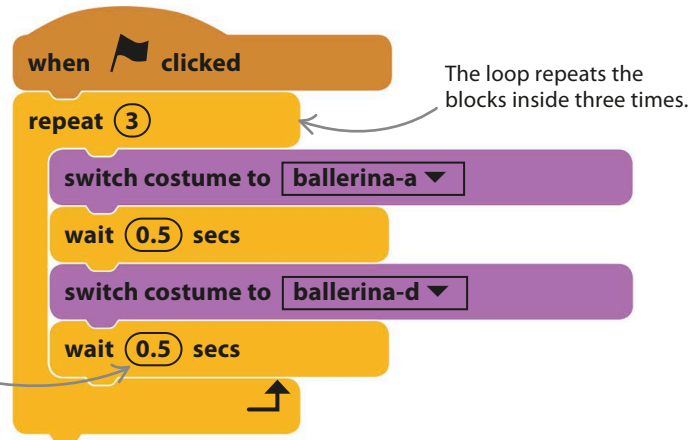 when clicked
The loop repeats the
blocks inside three times.
repeat 3
switch costume to ballerina-a
wait 0.5 secs
switch costume to ballerina-d
wait 0.5 secs